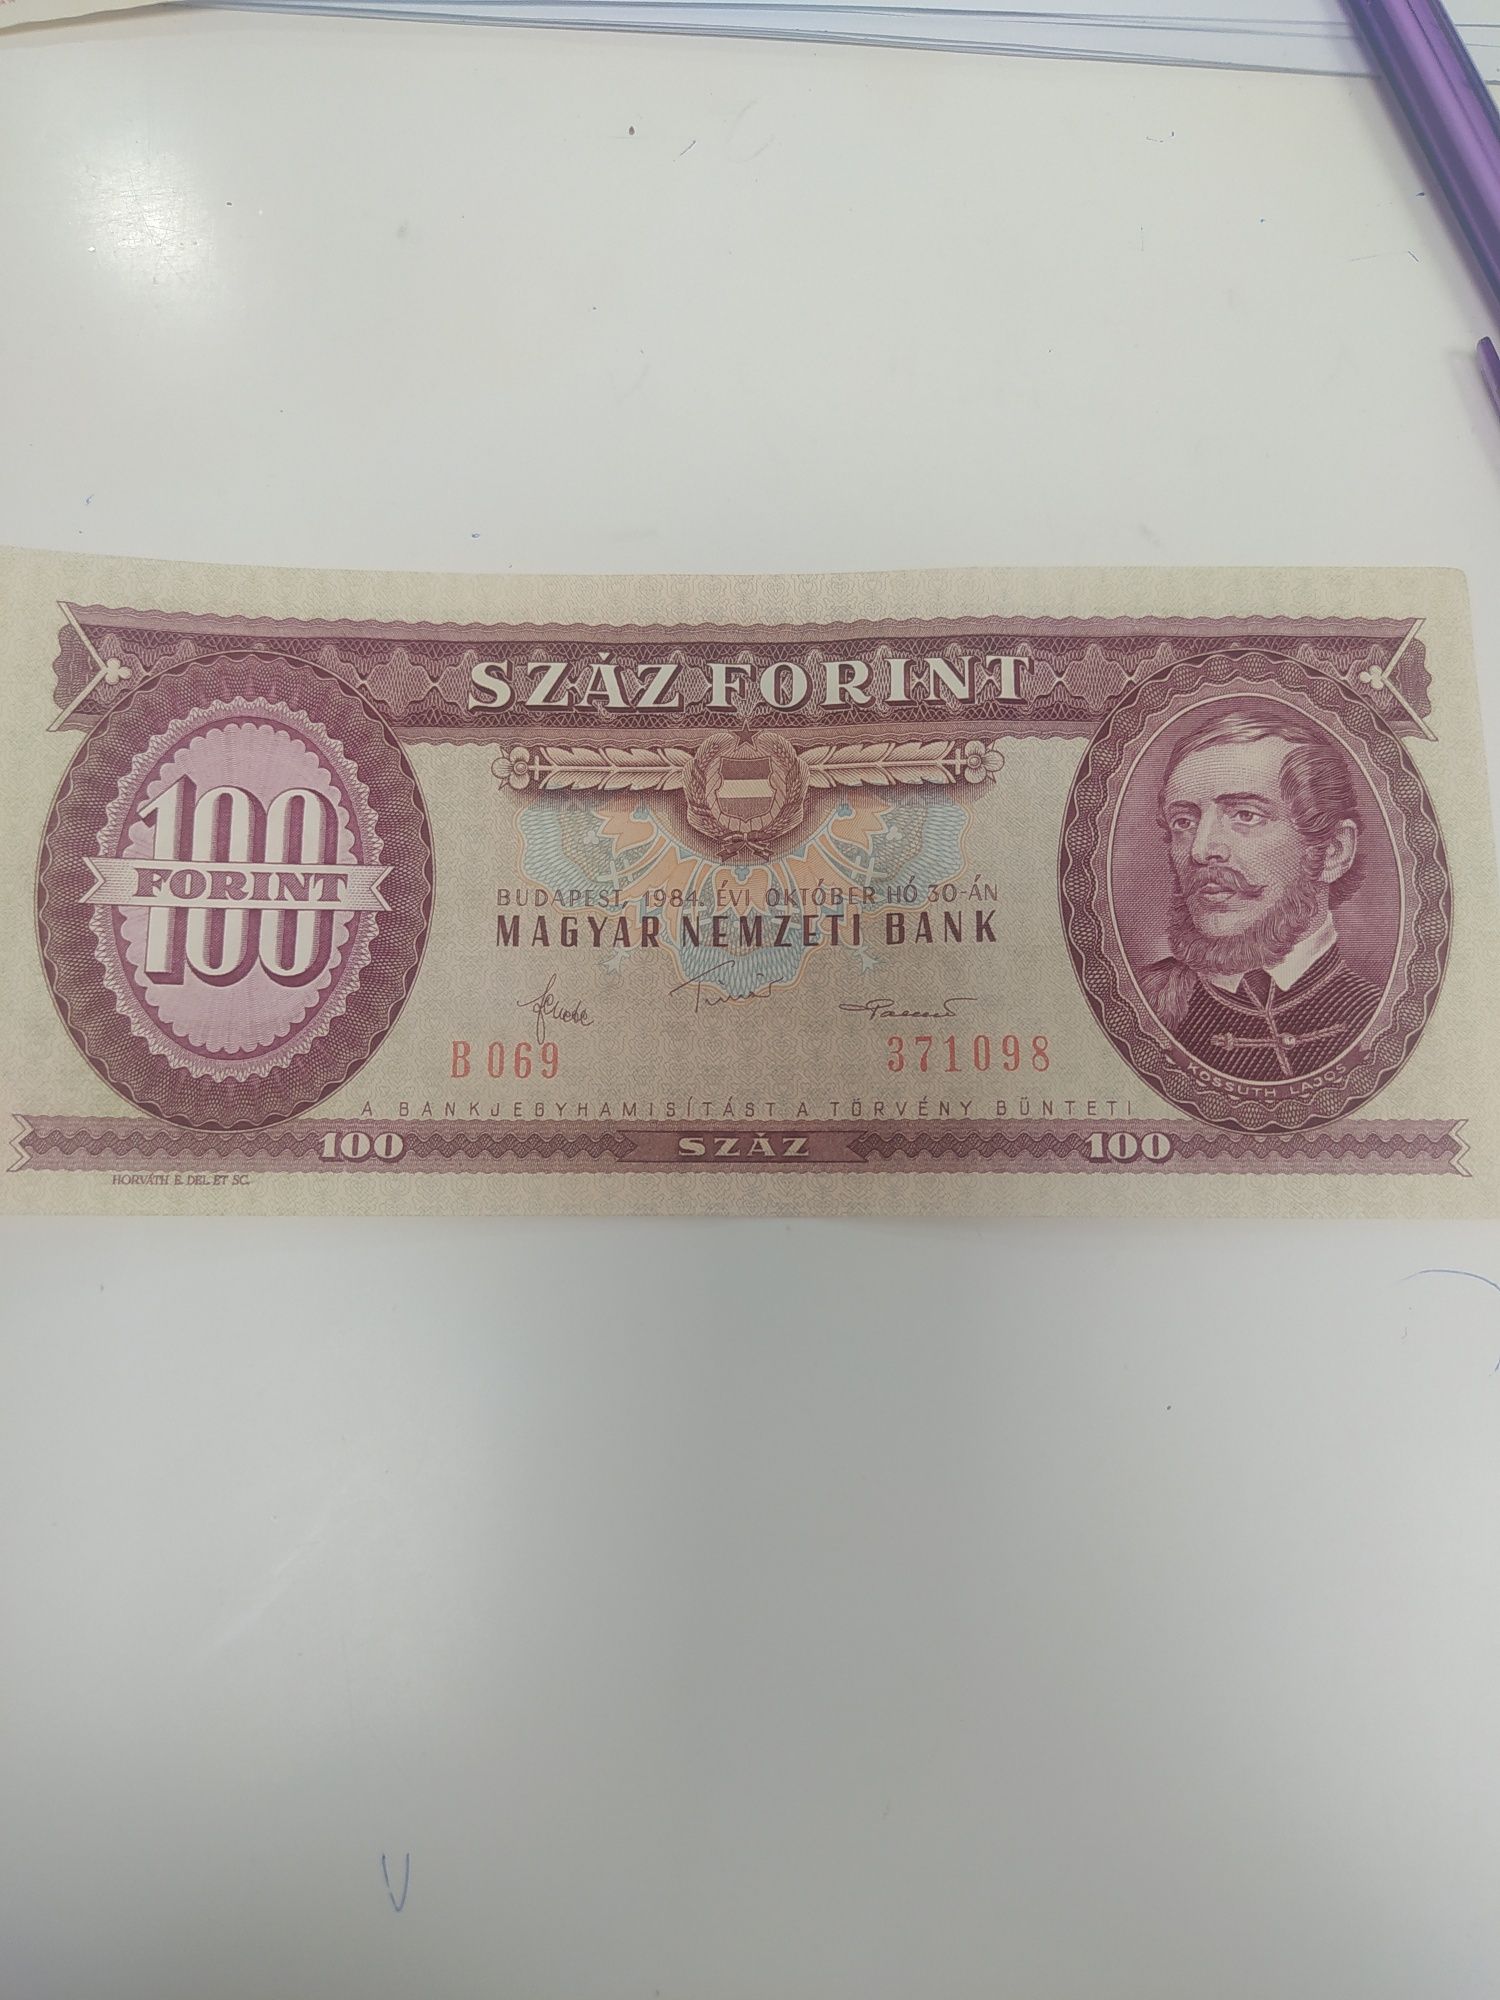 SZÁZ FORINT
100
FORINT
BUDAPEST, 1984. ÉVI OKTÓBER HÓ 30-ÁN
MAGYAR NEMZETI BANK
B 069
371098
KOSSUTH LAJOS
A BANKJEGYHAMISÍTÁST A TÖRVÉNY BÜNTETI
100 SZÁZ 100
HORVÁTH E. DEL. ET SC.